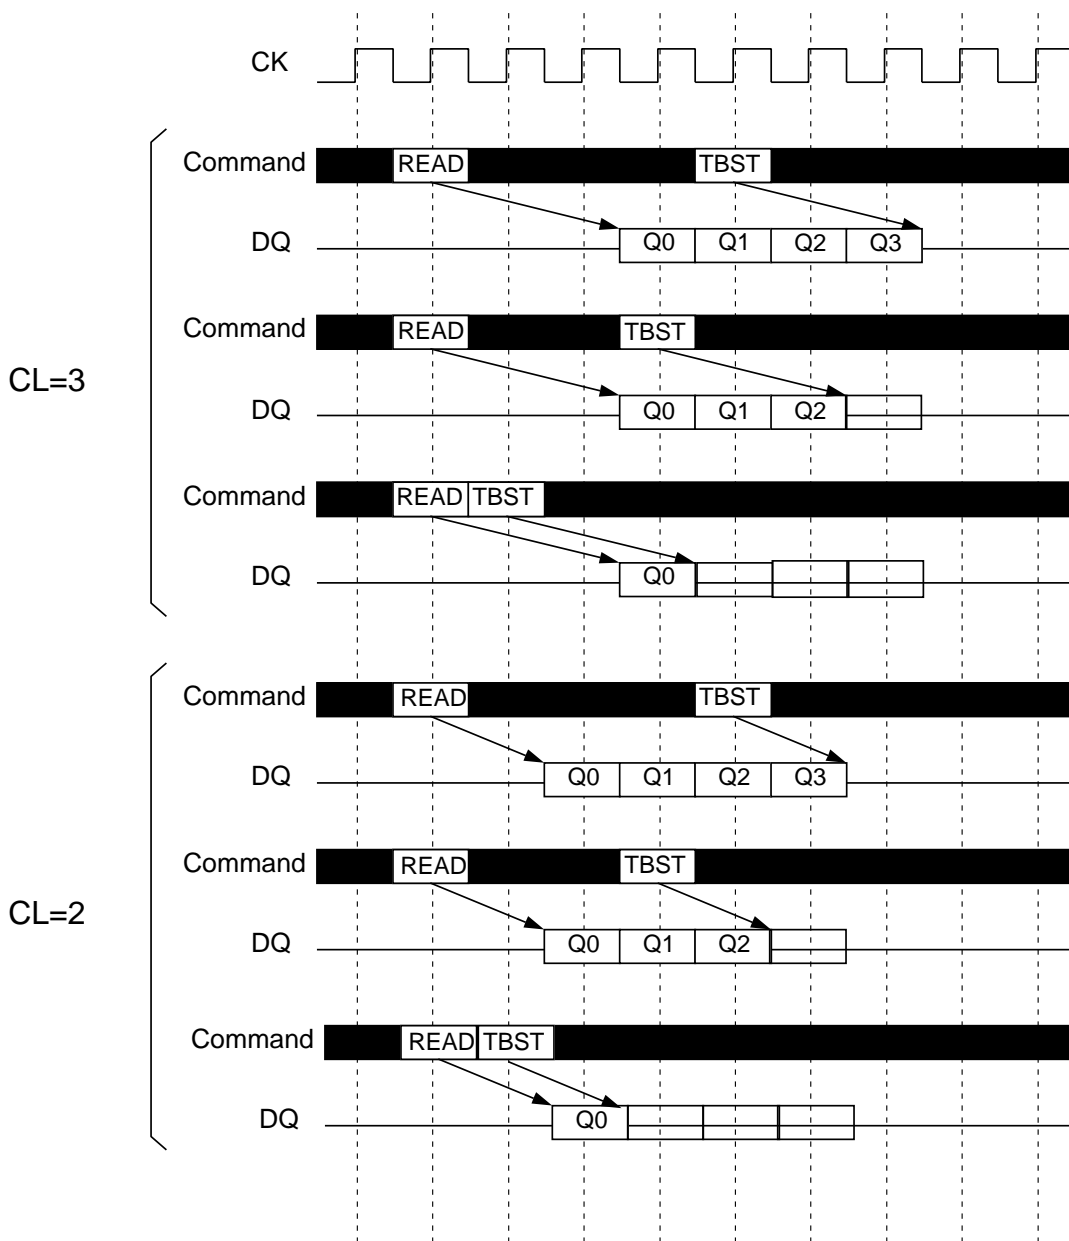 CK
Command READ TBST
DQ Q0 Q1 Q2 Q3
Command READ TBST
CL=3
DQ Q0 Q1 Q2
Command READ TBST
DQ Q0
Command READ TBST
DQ Q0 Q1 Q2 Q3
Command READ TBST
CL=2
DQ Q0 Q1 Q2
Command READ TBST
DQ Q0